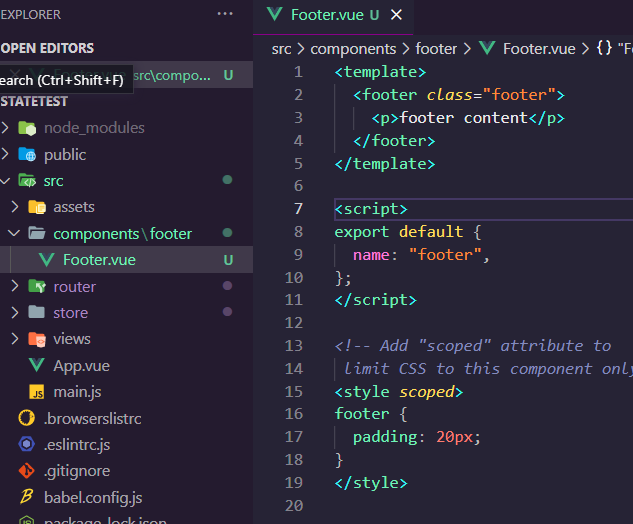 EXPLORER
OPEN EDITORS
earch (Ctrl+Shift+F)
src\compo... U
STATETEST
node_modules
public
src
assets
components\footer
Footer.vue U
router
store
views
App.vue
JS main.js
.browserslistrc
.eslintrc.js
.gitignore
babel.config.js
package-lock.json
Footer.vue U ×
src > components > footer > Footer.vue > {} "F
1 <template>
2 <footer class="footer">
3 <p>footer content</p>
4 </footer>
5 </template>
6
7 <script>
8 export default {
9 name: "footer",
10 };
11 </script>
12
13 <!-- Add "scoped" attribute to
14 limit CSS to this component only
15 <style scoped>
16 footer {
17 padding: 20px;
18 }
19 </style>
20